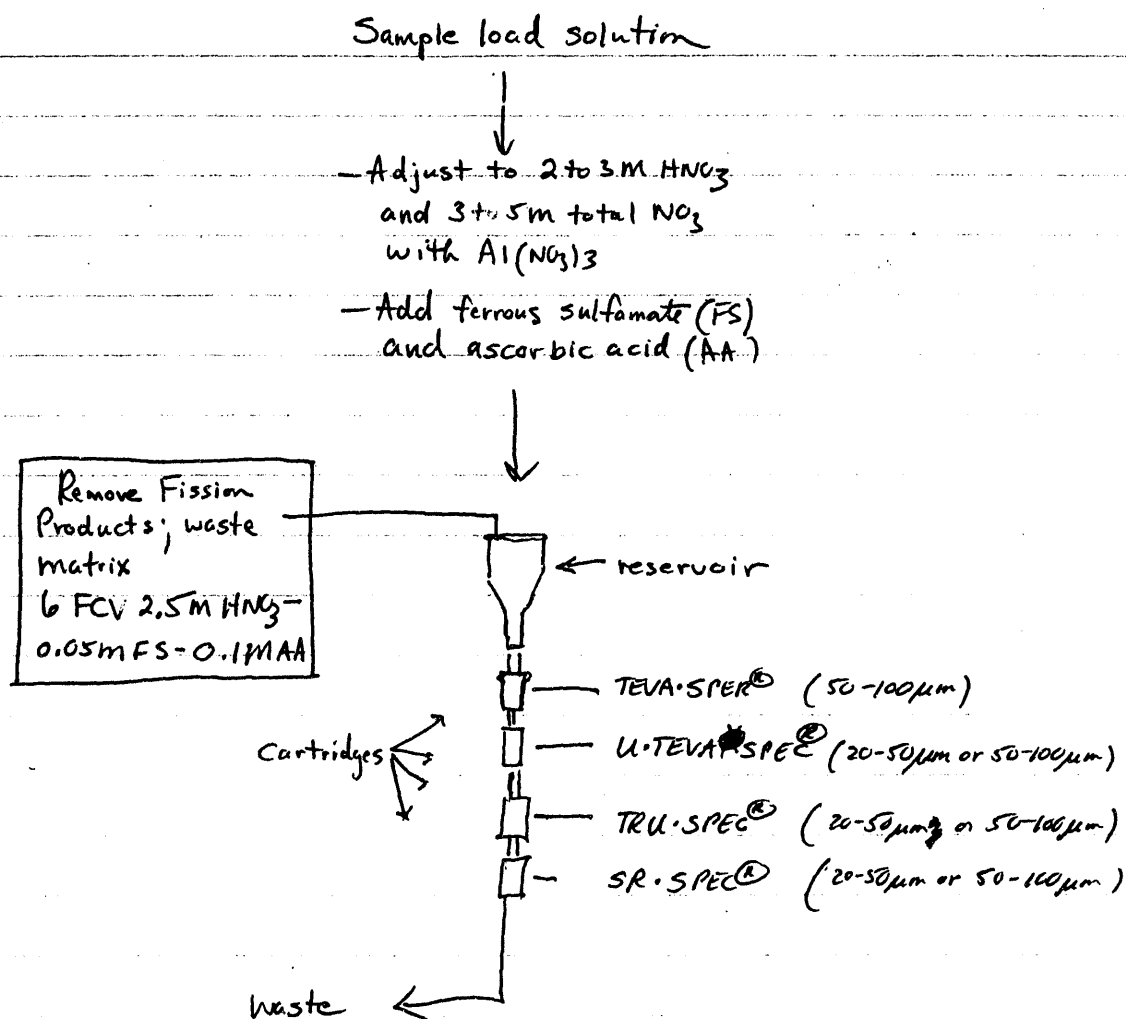 Sample load solution
— Adjust to 2 to 3 M HNO3
and 3 to 5 m total NO3
with Al(NO3)3
— Add ferrous sulfamate (FS)
and ascorbic acid (AA)
Remove Fission
Products; waste
matrix
6 FCV 2.5m HNO3-
0.05m FS-0.1M AA
← reservoir
TEVA·SPER® (50-100µm)
Cartridges
U·TEVA SPEC® (20-50µm or 50-100µm)
TRU·SPEC® (20-50µm or 50-100µm)
SR·SPEC® (20-50µm or 50-100µm)
Waste